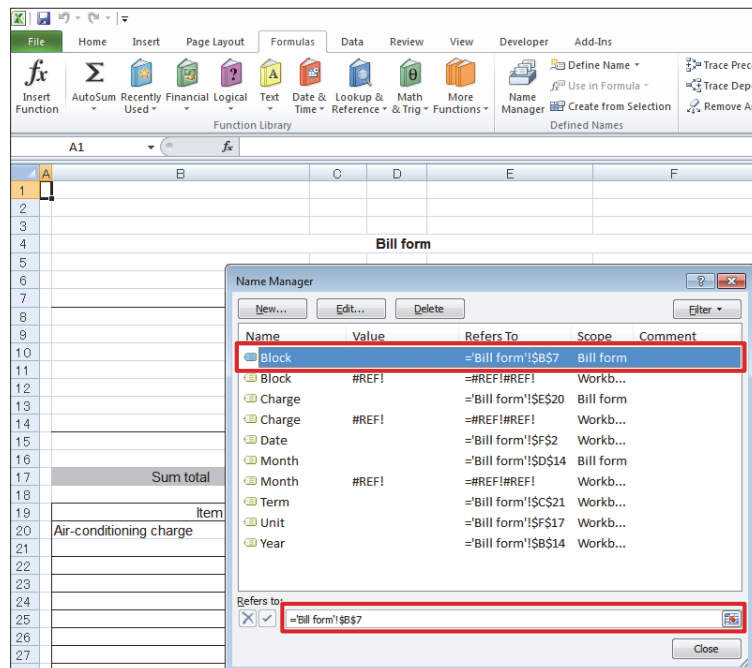 File Home Insert Page Layout Formulas Data Review View Developer Add-Ins
fx Σ A ? θ
Define Name Trace Prec
Use in Formula Trace Dep
Insert AutoSum Recently Financial Logical Text Date & Lookup & Math More Name Create from Selection Remove A
Function Used Time Reference & Trig Functions Manager
Function Library Defined Names
A1 fx
A B C D E F
1
2
3
4 Bill form
5
6 Name Manager ?
7 New... Edit... Delete Filter
8
9 Name Value Refers To Scope Comment
10 Block ='Bill form'!$B$7 Bill form
11 Block #REF! =#REF!#REF! Workb...
12 Charge ='Bill form'!$E$20 Bill form
13 Charge #REF! =#REF!#REF! Workb...
14 Date ='Bill form'!$F$2 Workb...
15 Month ='Bill form'!$D$14 Bill form
16 Month #REF! =#REF!#REF! Workb...
17 Sum total Term ='Bill form'!$C$21 Workb...
18 Unit ='Bill form'!$F$17 Workb...
19 Item Year ='Bill form'!$B$14 Workb...
20 Air-conditioning charge
21
22
23
24 Refers to:
25 ='Bill form'!$B$7
26 Close
27